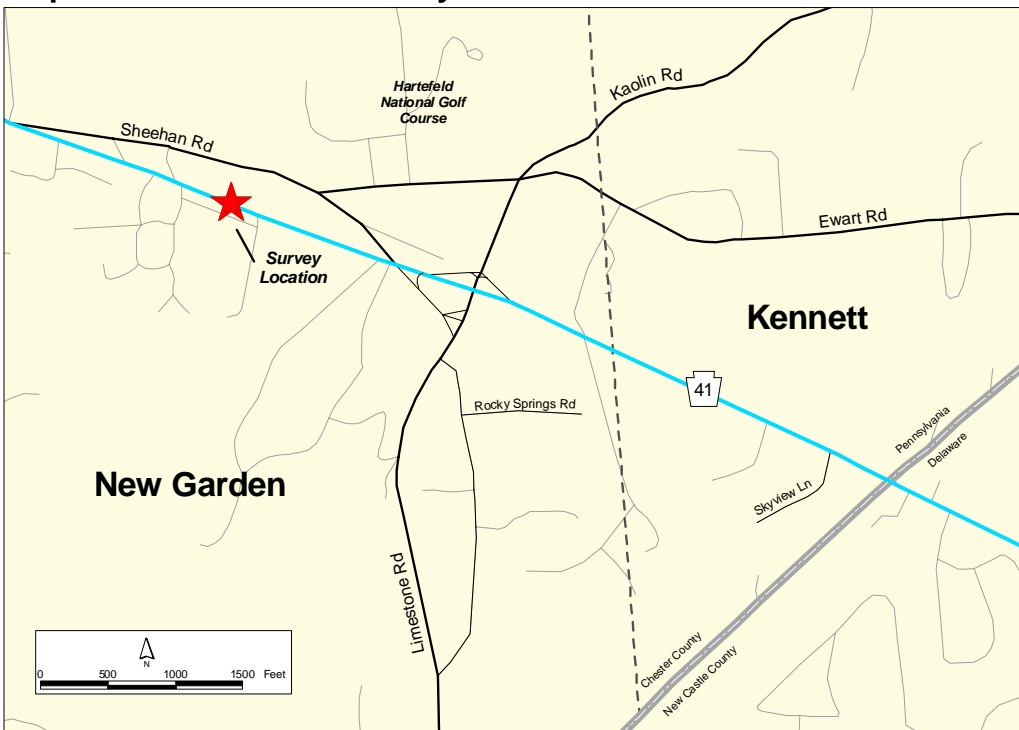 Hartefeld
National Golf
Course
Kaolin Rd
Sheehan Rd
Ewart Rd
Survey
Location
Kennett
41
Rocky Springs Rd
Pennsylvania
Delaware
New Garden
Skyview Ln
Limestone Rd
Chester County
New Castle County
N
0 500 1000 1500 Feet